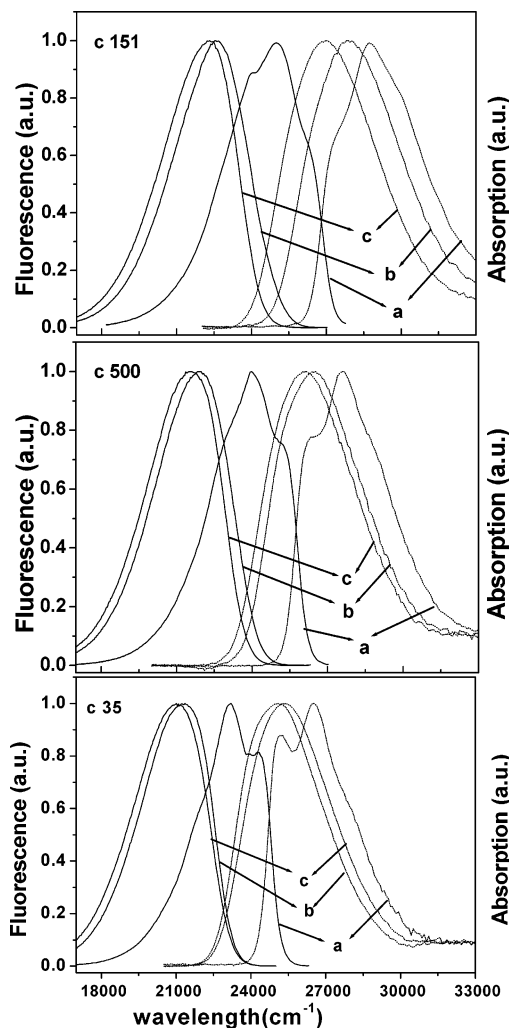 c 151
Fluorescence (a.u.)
Absorption (a.u.)
1.0
0.8
0.6
0.4
0.2
0.0
c
b
a
c 500
Fluorescence (a.u.)
Absorption (a.u.)
1.0
0.8
0.6
0.4
0.2
0.0
c
b
a
c 35
Fluorescence (a.u.)
Absorption (a.u.)
1.0
0.8
0.6
0.4
0.2
0.0
c
b
a
18000 21000 24000 27000 30000 33000
wavelength(cm⁻¹)